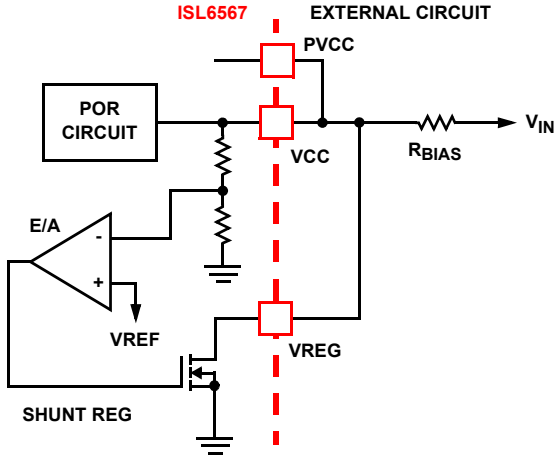 ISL6567 EXTERNAL CIRCUIT
PVCC
POR
CIRCUIT
VCC
RBIAS
VIN
E/A
-
+
VREF
VREG
SHUNT REG